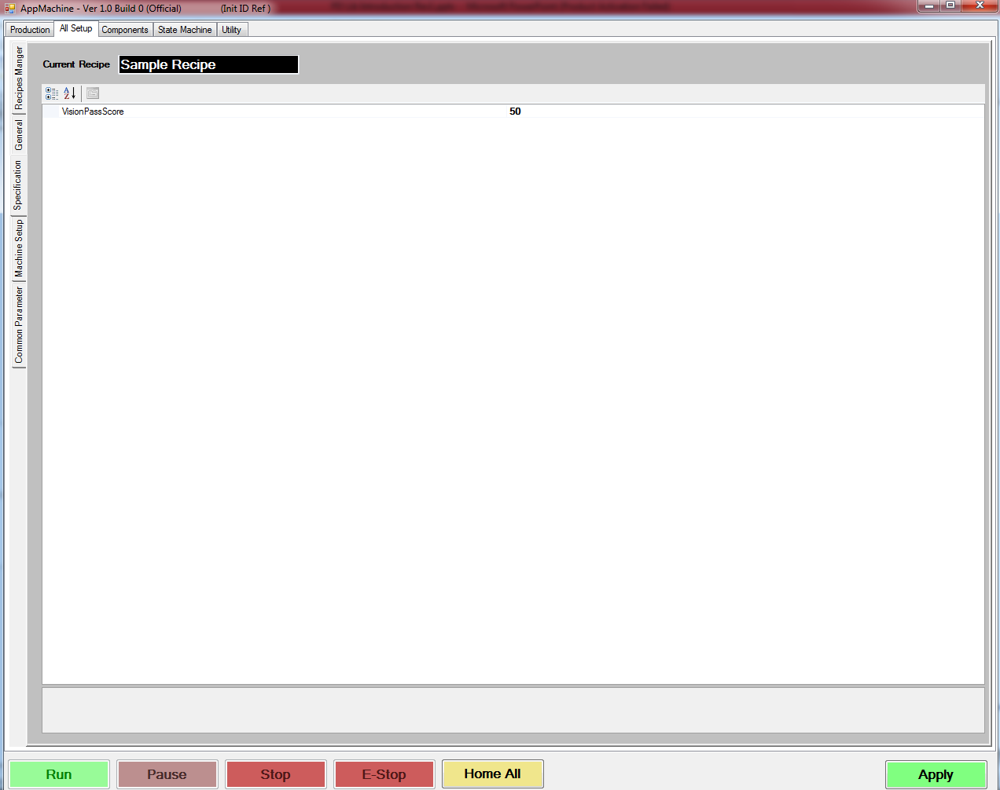 AppMachine - Ver 1.0 Build 0 (Official) (Init ID Ref )
Production All Setup Components State Machine Utility
Recipes Manger
General
Specification
Machine Setup
Common Parameter
Current Recipe Sample Recipe
A
Z
VisionPassScore 50
Run Pause Stop E-Stop Home All Apply